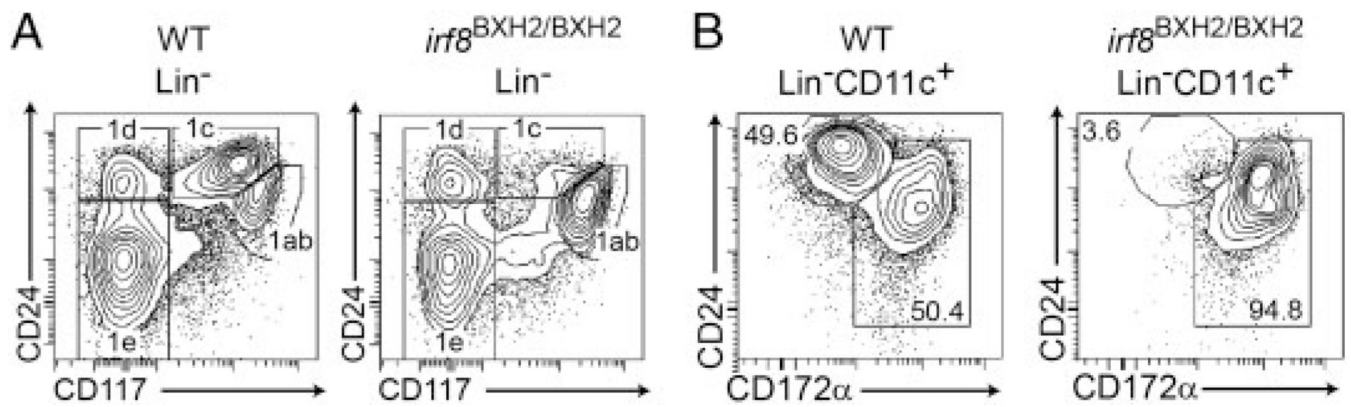 A
WT
Lin⁻
irf8^BXH2/BXH2
Lin⁻
1d
1c
1ab
1e
CD24
CD117
1d
1c
1ab
1e
CD24
CD117
B
WT
Lin⁻CD11c⁺
irf8^BXH2/BXH2
Lin⁻CD11c⁺
49.6
50.4
CD24
CD172α
3.6
94.8
CD24
CD172α